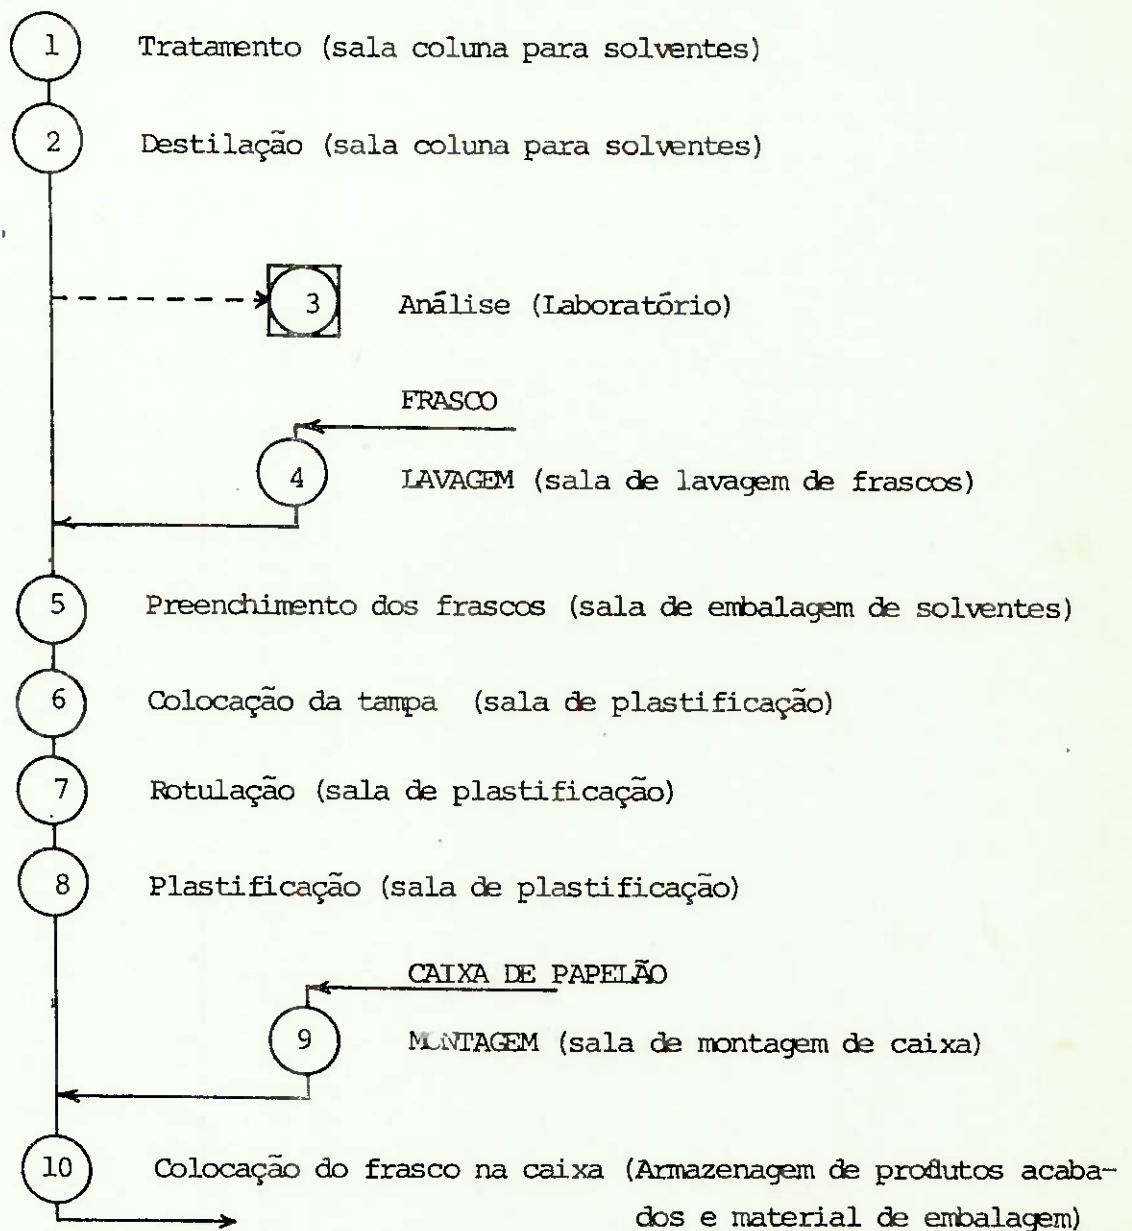 1 Tratamento (sala coluna para solventes)
2 Destilação (sala coluna para solventes)
3 Análise (Laboratório)
FRASCO
4 LAVAGEM (sala de lavagem de frascos)
5 Preenchimento dos frascos (sala de embalagem de solventes)
6 Colocação da tampa (sala de plastificação)
7 Rotulação (sala de plastificação)
8 Plastificação (sala de plastificação)
CAIXA DE PAPELÃO
9 MONTAGEM (sala de montagem de caixa)
10 Colocação do frasco na caixa (Armazenagem de produtos acaba-
dos e material de embalagem)